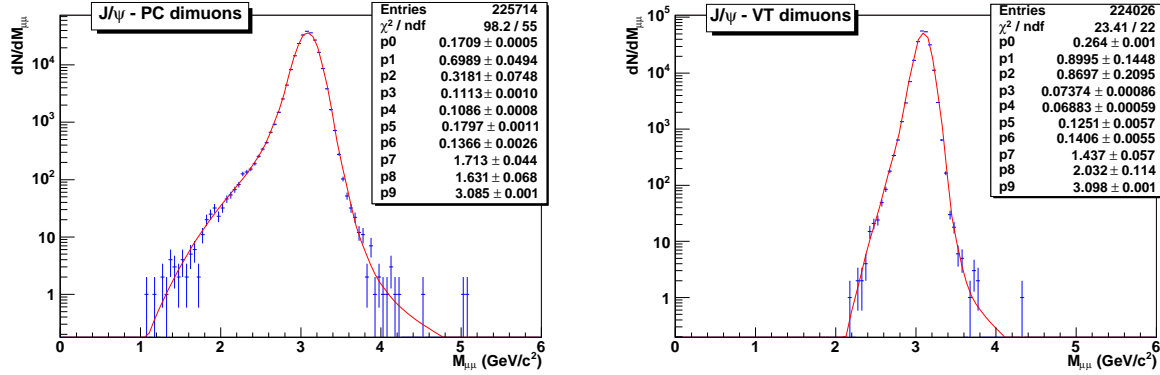 J/ψ - PC dimuons
Entries 225714
χ² / ndf 98.2 / 55
p0 0.1709 ± 0.0005
p1 0.6989 ± 0.0494
p2 0.3181 ± 0.0748
p3 0.1113 ± 0.0010
p4 0.1086 ± 0.0008
p5 0.1797 ± 0.0011
p6 0.1366 ± 0.0026
p7 1.713 ± 0.044
p8 1.631 ± 0.068
p9 3.085 ± 0.001
dN/dMμμ
10⁴
10³
10²
10
1
0 1 2 3 4 5 6
Mμμ (GeV/c²)
J/ψ - VT dimuons
Entries 224026
χ² / ndf 23.41 / 22
p0 0.264 ± 0.001
p1 0.8995 ± 0.1448
p2 0.8697 ± 0.2095
p3 0.07374 ± 0.00086
p4 0.06883 ± 0.00059
p5 0.1251 ± 0.0057
p6 0.1406 ± 0.0055
p7 1.437 ± 0.057
p8 2.032 ± 0.114
p9 3.098 ± 0.001
dN/dMμμ
10⁵
10⁴
10³
10²
10
1
0 1 2 3 4 5 6
Mμμ (GeV/c²)